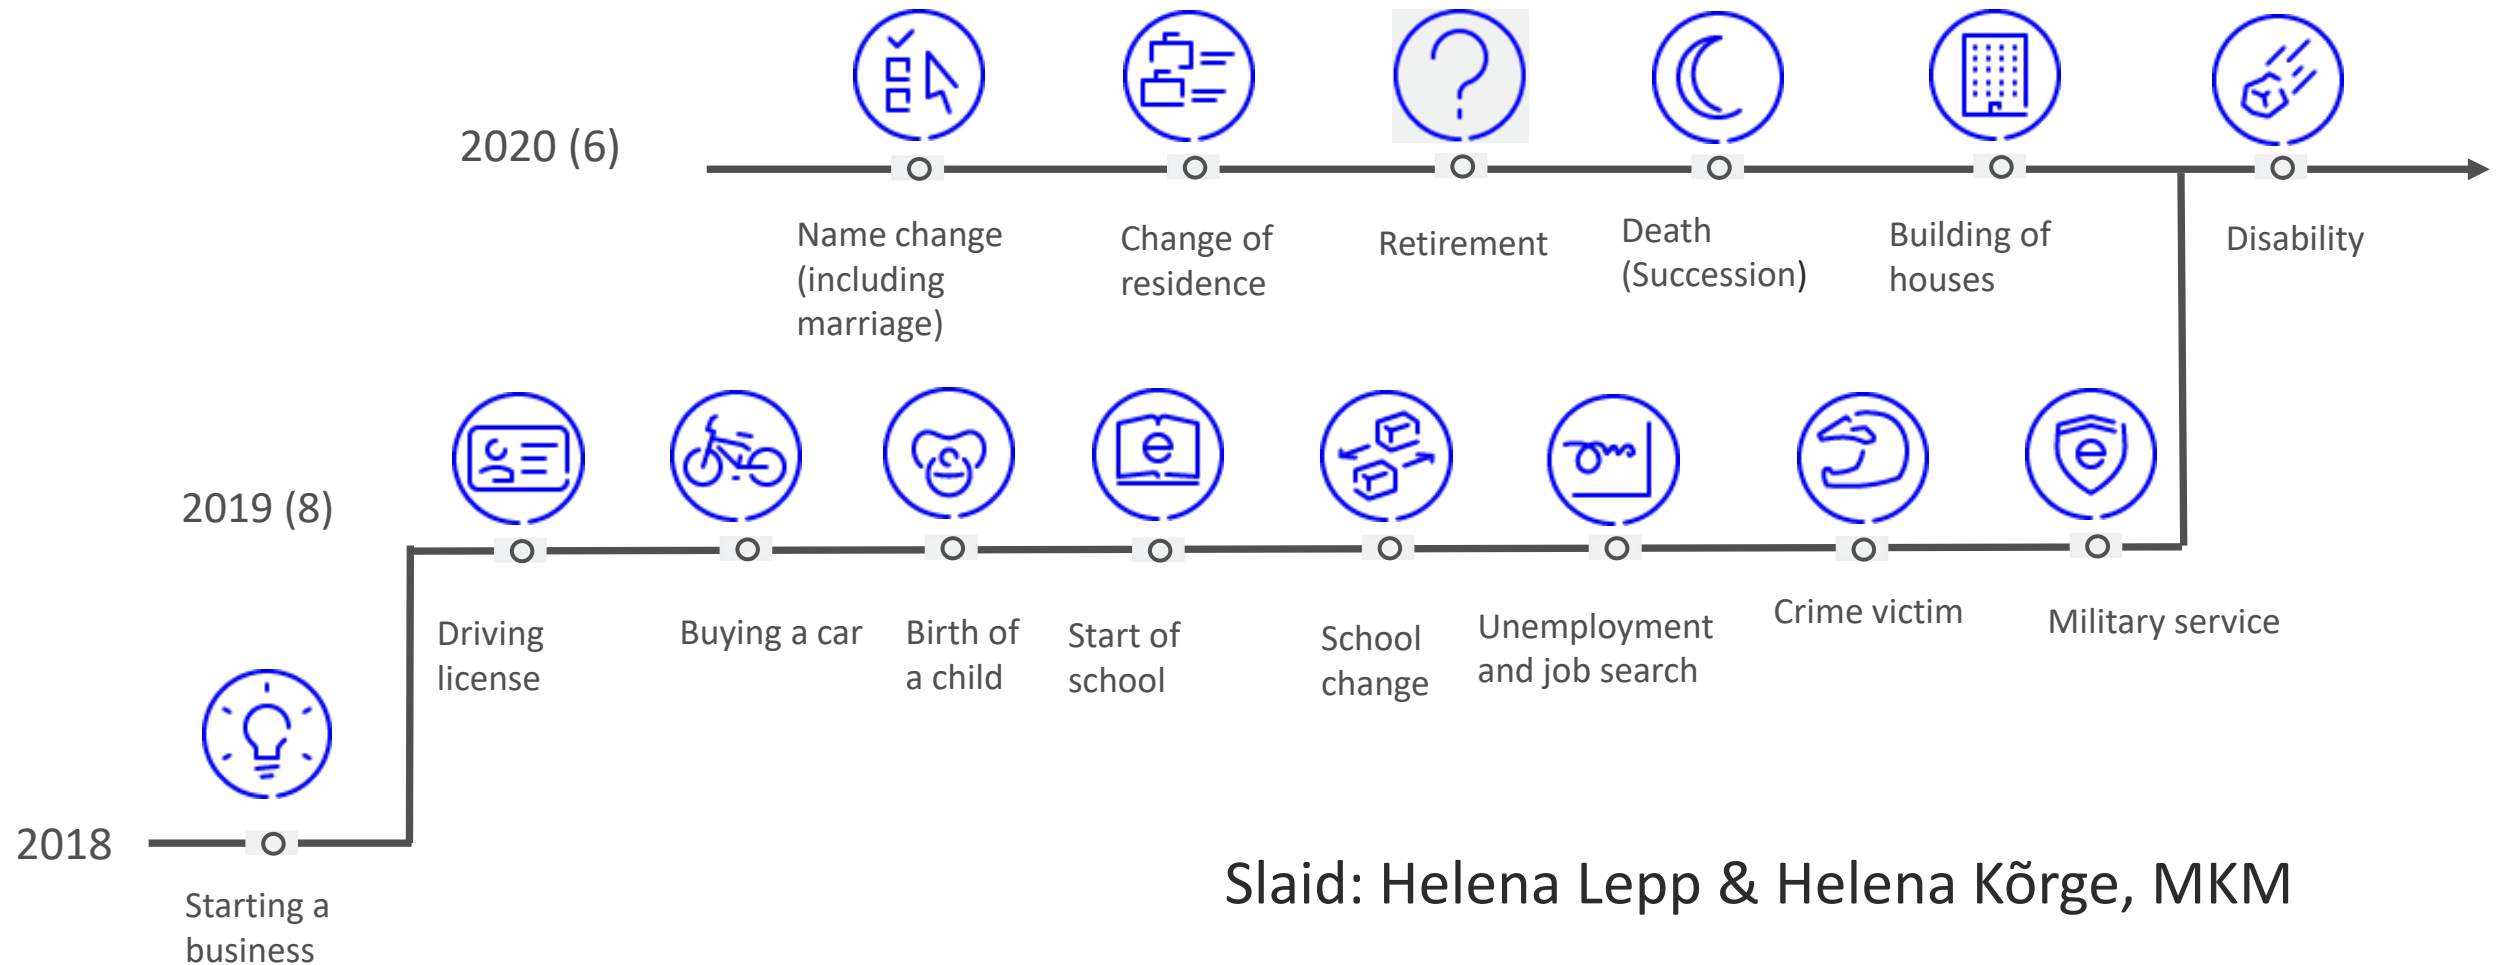 2020 (6)
Name change
(including
marriage)
Change of
residence
Retirement
Death
(Succession)
Building of
houses
Disability
2019 (8)
Driving
license
Buying a car
Birth of
a child
Start of
school
School
change
Unemployment
and job search
Crime victim
Military service
2018
Starting a
business
Slaid: Helena Lepp & Helena Kõrge, MKM